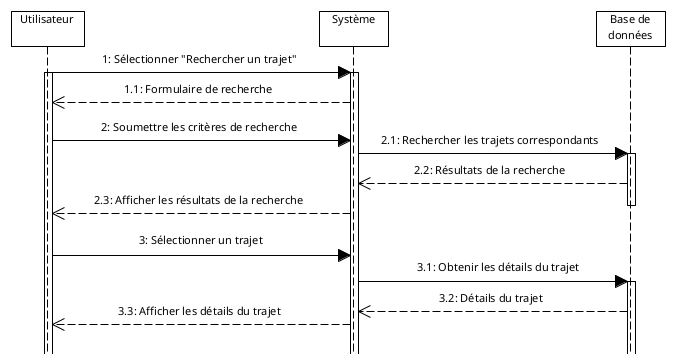 Utilisateur
Système
Base de
données
1: Sélectionner "Rechercher un trajet"
1.1: Formulaire de recherche
2: Soumettre les critères de recherche
2.1: Rechercher les trajets correspondants
2.2: Résultats de la recherche
2.3: Afficher les résultats de la recherche
3: Sélectionner un trajet
3.1: Obtenir les détails du trajet
3.2: Détails du trajet
3.3: Afficher les détails du trajet